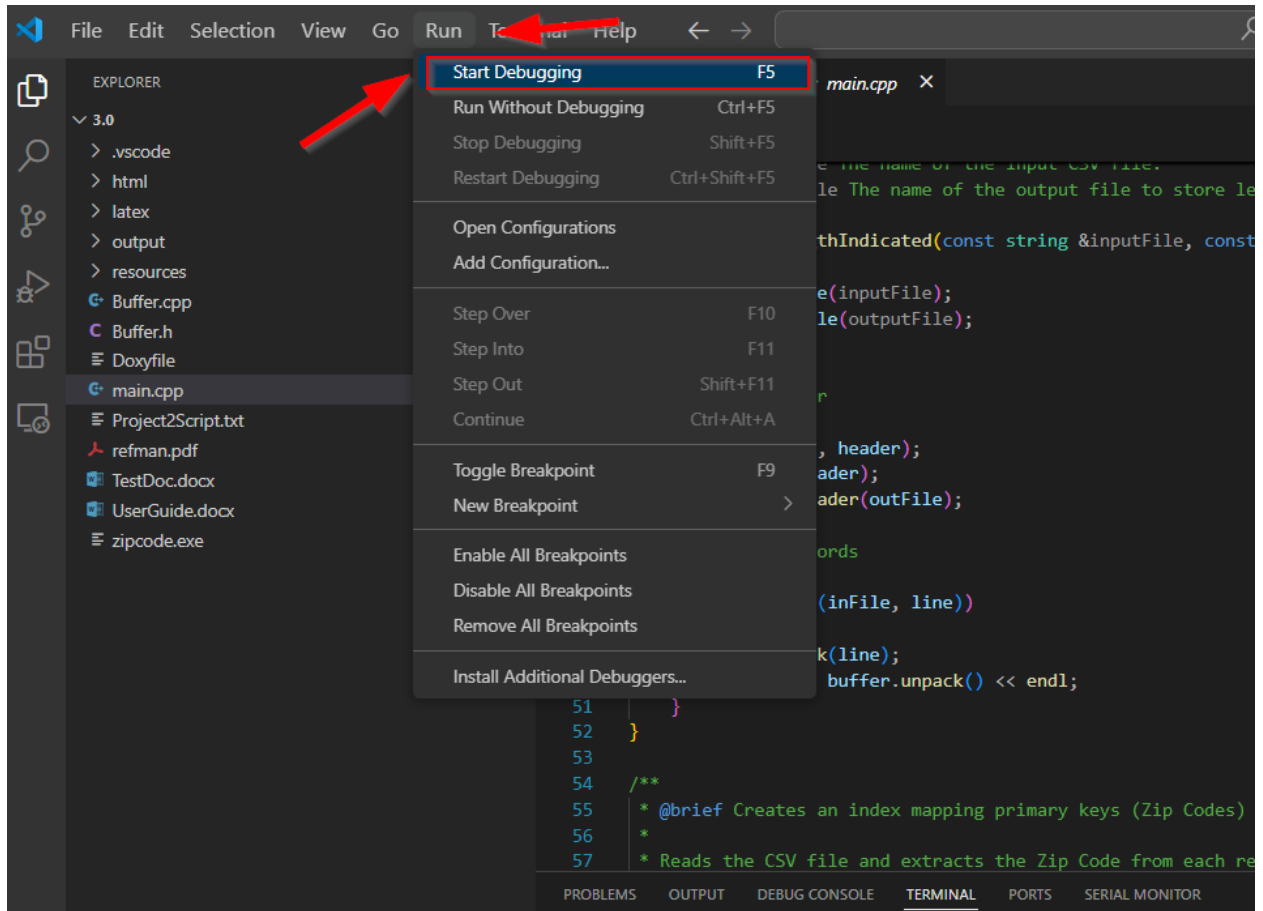 File Edit Selection View Go Run Help
EXPLORER
3.0
.vscode
html
latex
output
resources
Buffer.cpp
C Buffer.h
Doxyfile
main.cpp
Project2Script.txt
refman.pdf
TestDoc.docx
UserGuide.docx
zipcode.exe
Start Debugging F5
Run Without Debugging Ctrl+F5
Stop Debugging Shift+F5
Restart Debugging Ctrl+Shift+F5
Open Configurations
Add Configuration...
Step Over F10
Step Into F11
Step Out Shift+F11
Continue Ctrl+Alt+A
Toggle Breakpoint F9
New Breakpoint
Enable All Breakpoints
Disable All Breakpoints
Remove All Breakpoints
Install Additional Debuggers...
main.cpp
e The name of the input CSV file.
le The name of the output file to store le
thIndicated(const string &inputFile, const
e(inputFile);
le(outputFile);
r
, header);
ader);
ader(outFile);
ords
(inFile, line))
k(line);
buffer.unpack() << endl;
51 }
52 }
53
54 /**
55 * @brief Creates an index mapping primary keys (Zip Codes)
56 *
57 * Reads the CSV file and extracts the Zip Code from each re
PROBLEMS OUTPUT DEBUG CONSOLE TERMINAL PORTS SERIAL MONITOR